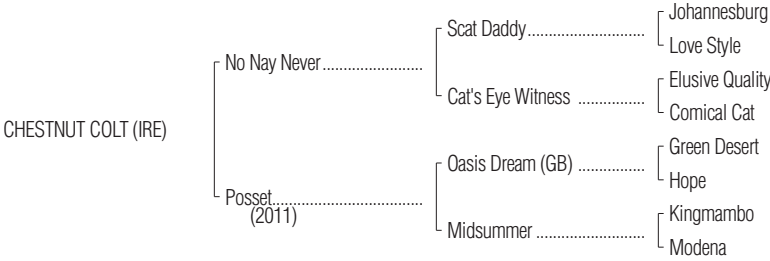 CHESTNUT COLT (IRE)
No Nay Never.......................
Posset..................................
(2011)
Scat Daddy...........................
Cat's Eye Witness ................
Oasis Dream (GB) ................
Midsummer .........................
Johannesburg
Love Style
Elusive Quality
Comical Cat
Green Desert
Hope
Kingmambo
Modena